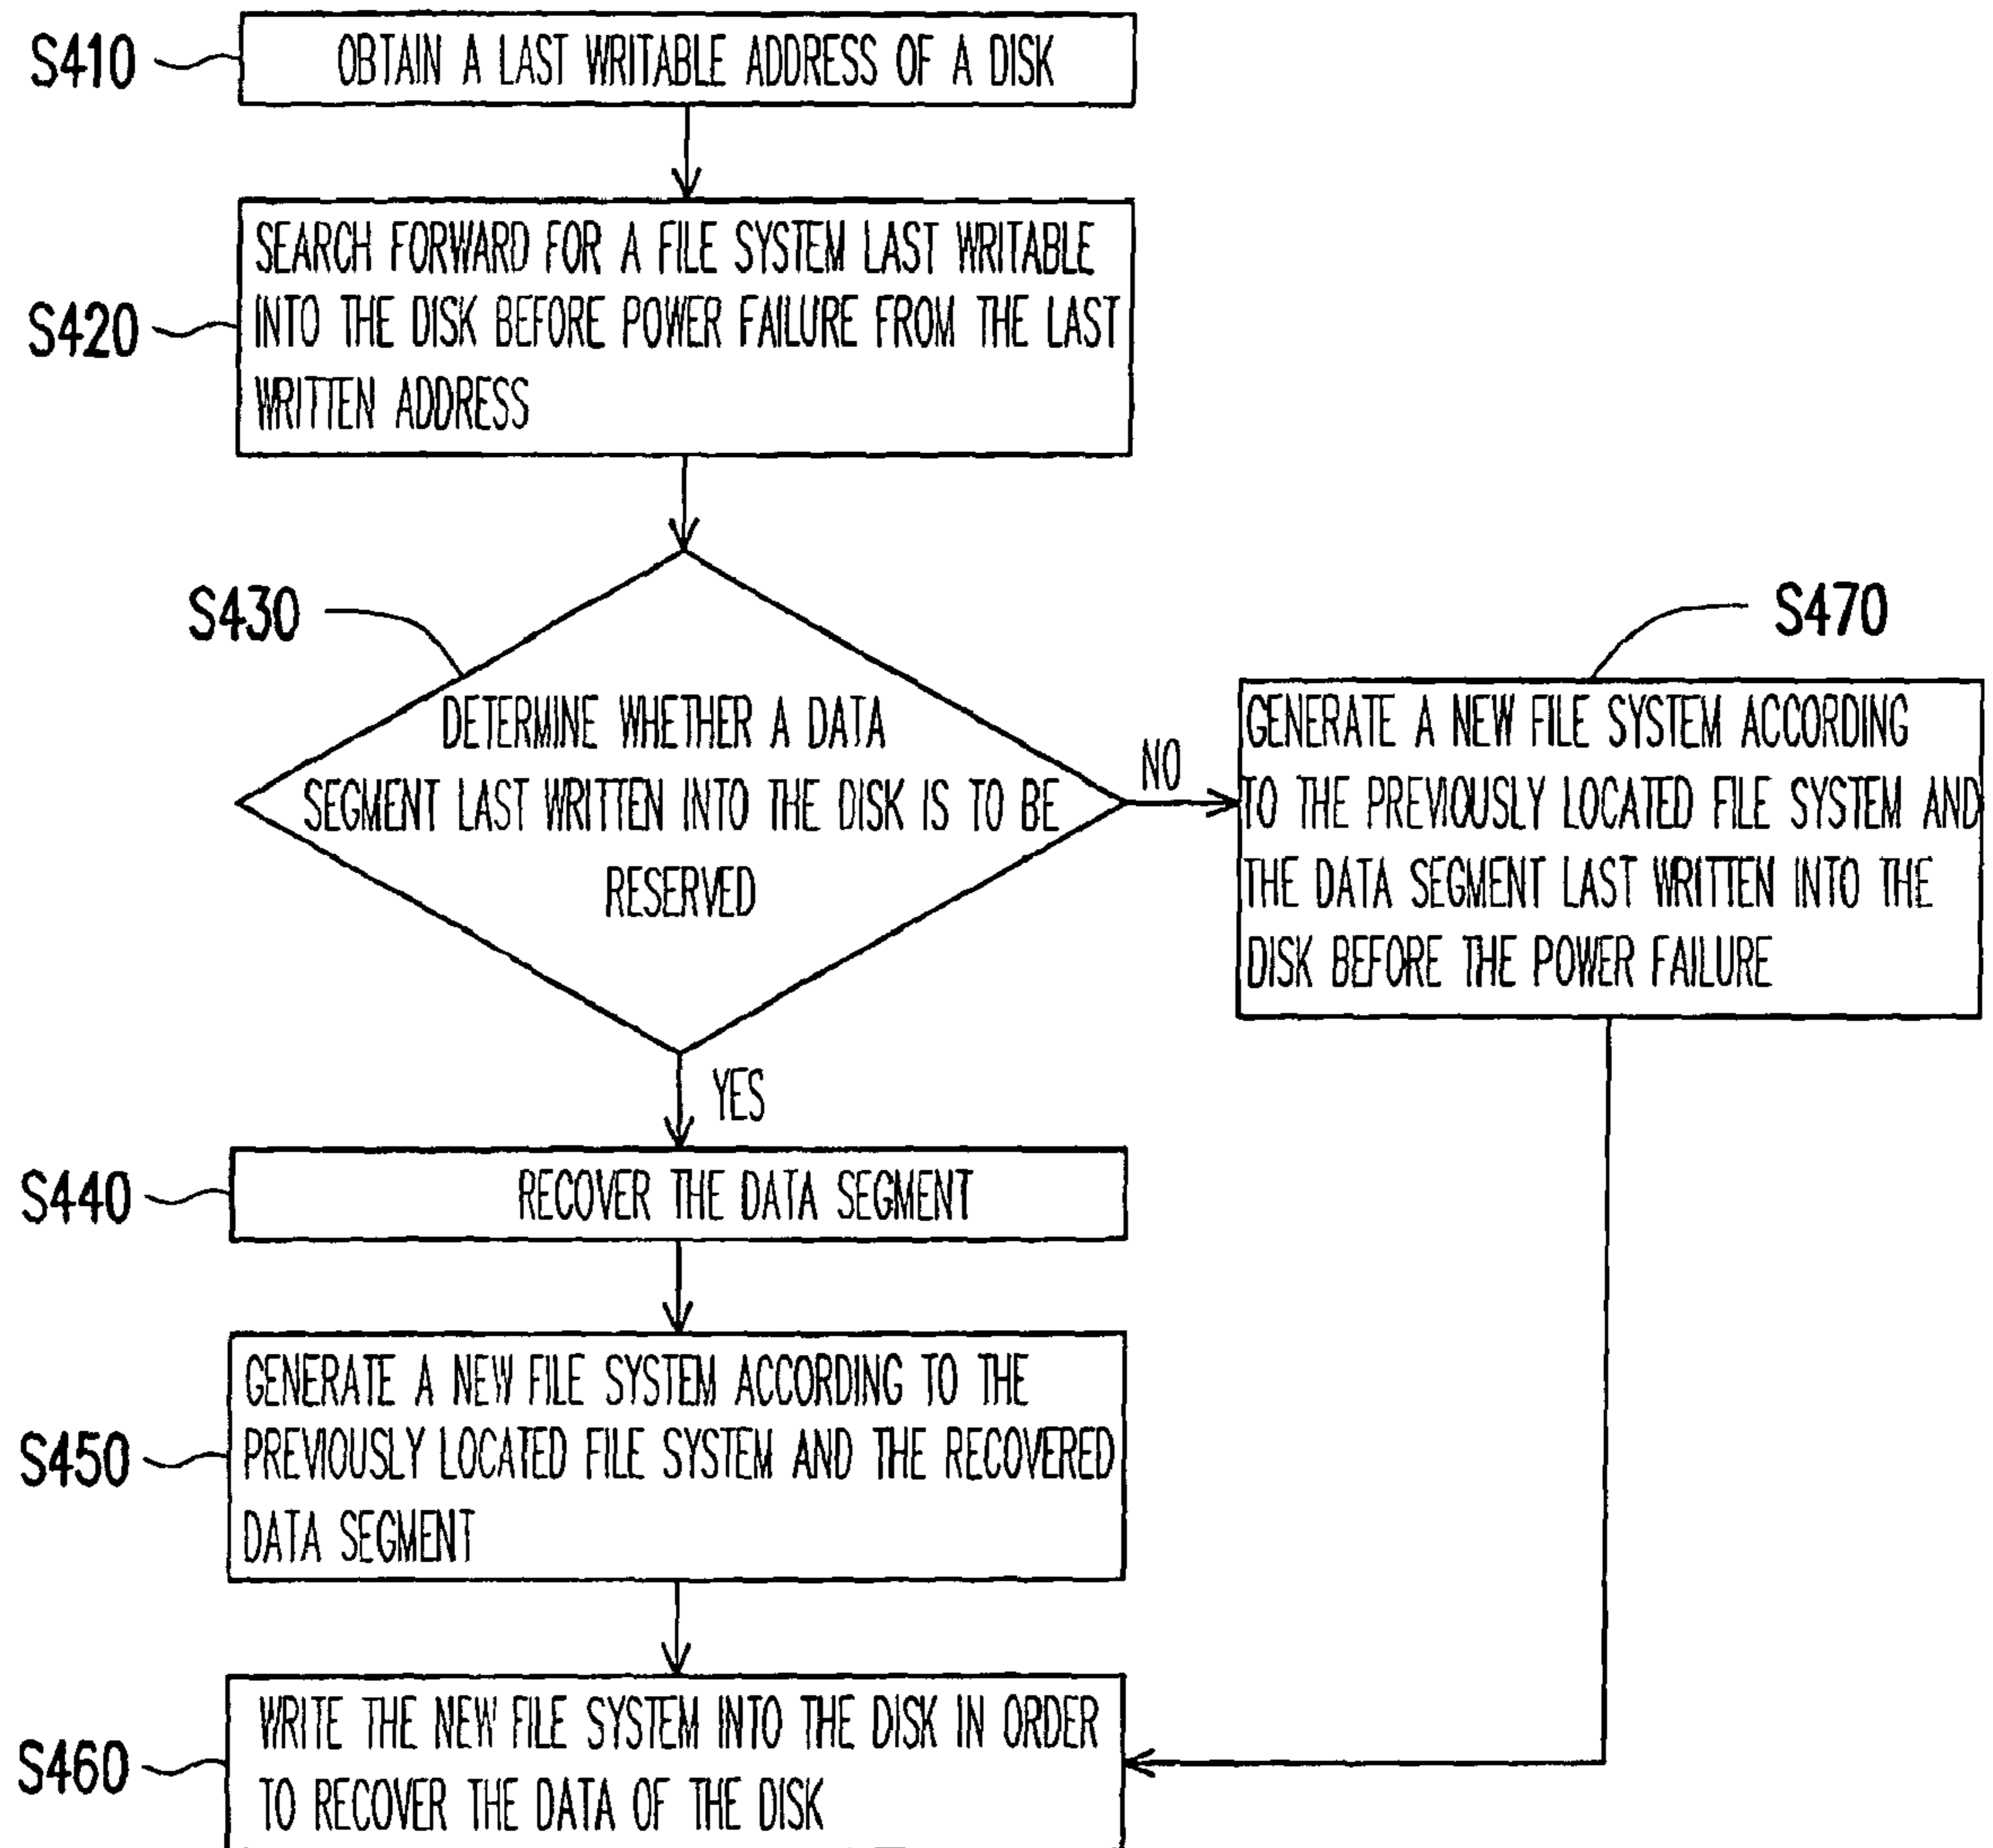 S410
OBTAIN A LAST WRITABLE ADDRESS OF A DISK
S420
SEARCH FORWARD FOR A FILE SYSTEM LAST WRITABLE
INTO THE DISK BEFORE POWER FAILURE FROM THE LAST
WRITTEN ADDRESS
S430
DETERMINE WHETHER A DATA
SEGMENT LAST WRITTEN INTO THE DISK IS TO BE
RESERVED
NO
S470
GENERATE A NEW FILE SYSTEM ACCORDING
TO THE PREVIOUSLY LOCATED FILE SYSTEM AND
THE DATA SEGMENT LAST WRITTEN INTO THE
DISK BEFORE THE POWER FAILURE
YES
S440
RECOVER THE DATA SEGMENT
S450
GENERATE A NEW FILE SYSTEM ACCORDING TO THE
PREVIOUSLY LOCATED FILE SYSTEM AND THE RECOVERED
DATA SEGMENT
S460
WRITE THE NEW FILE SYSTEM INTO THE DISK IN ORDER
TO RECOVER THE DATA OF THE DISK